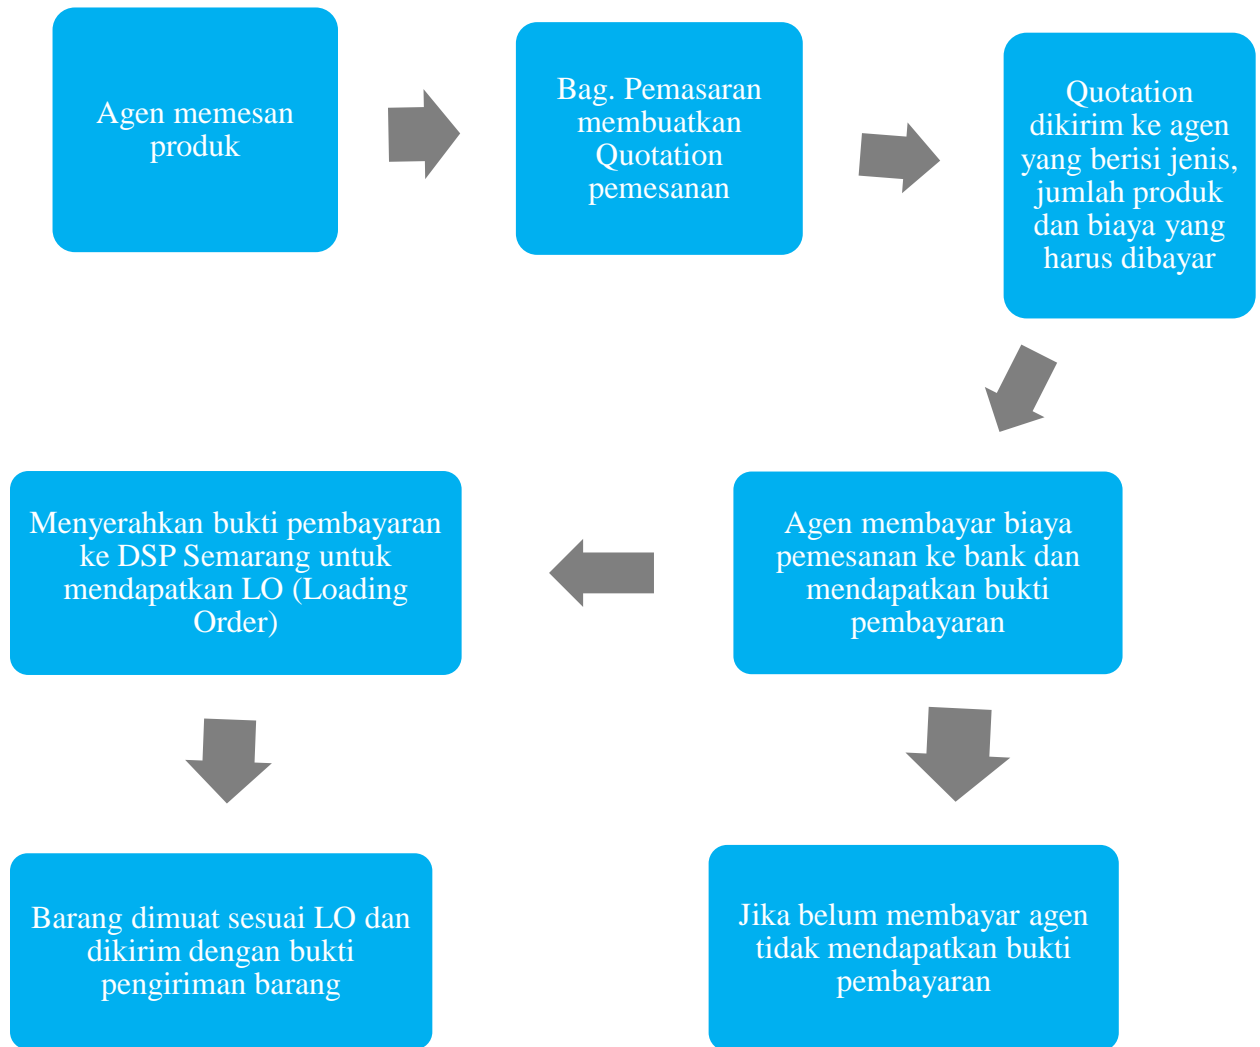 Agen memesan
produk
Bag. Pemasaran
membuatkan
Quotation
pemesanan
Quotation
dikirim ke agen
yang berisi jenis,
jumlah produk
dan biaya yang
harus dibayar
Menyerahkan bukti pembayaran
ke DSP Semarang untuk
mendapatkan LO (Loading
Order)
Agen membayar biaya
pemesanan ke bank dan
mendapatkan bukti
pembayaran
Barang dimuat sesuai LO dan
dikirim dengan bukti
pengiriman barang
Jika belum membayar agen
tidak mendapatkan bukti
pembayaran